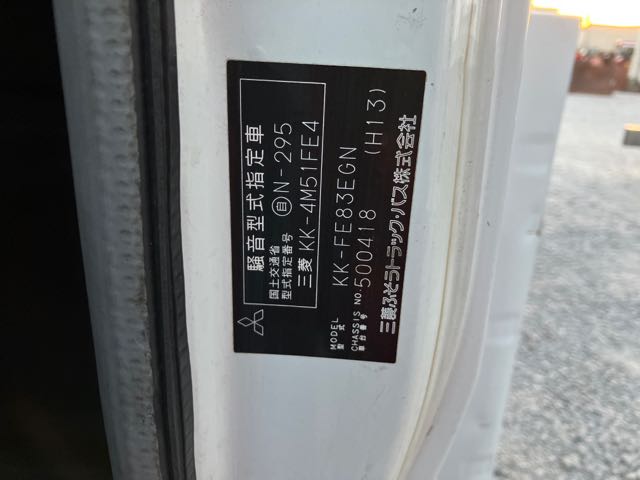 騒音型式指定車
国土交通省
型式指定番号 自N-295
三菱 KK-4M51FE4
MODEL
型式 KK-FE83EGN
CHASSIS NO.
車台番号 500418 (H13)
三菱ふそうトラック・バス株式会社